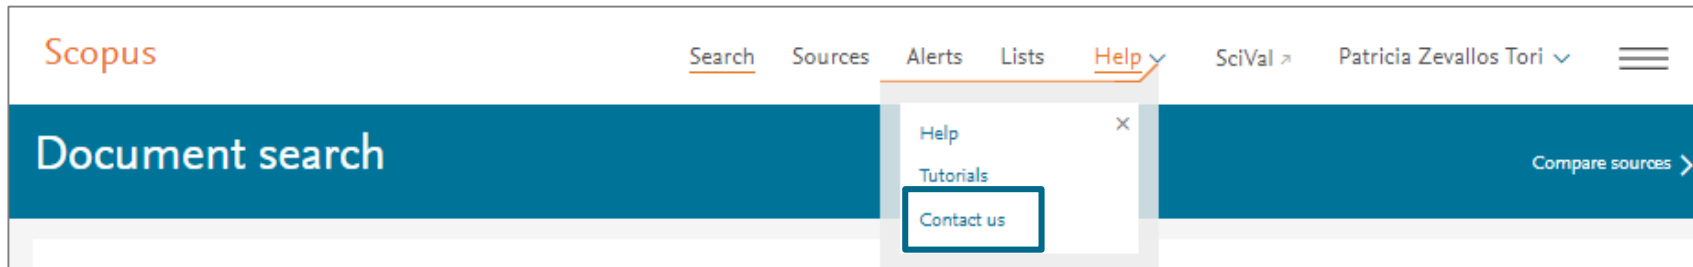 Scopus
Search Sources Alerts Lists Help SciVal Patricia Zevallos Tori
Document search
Help
Tutorials
Contact us
Compare sources